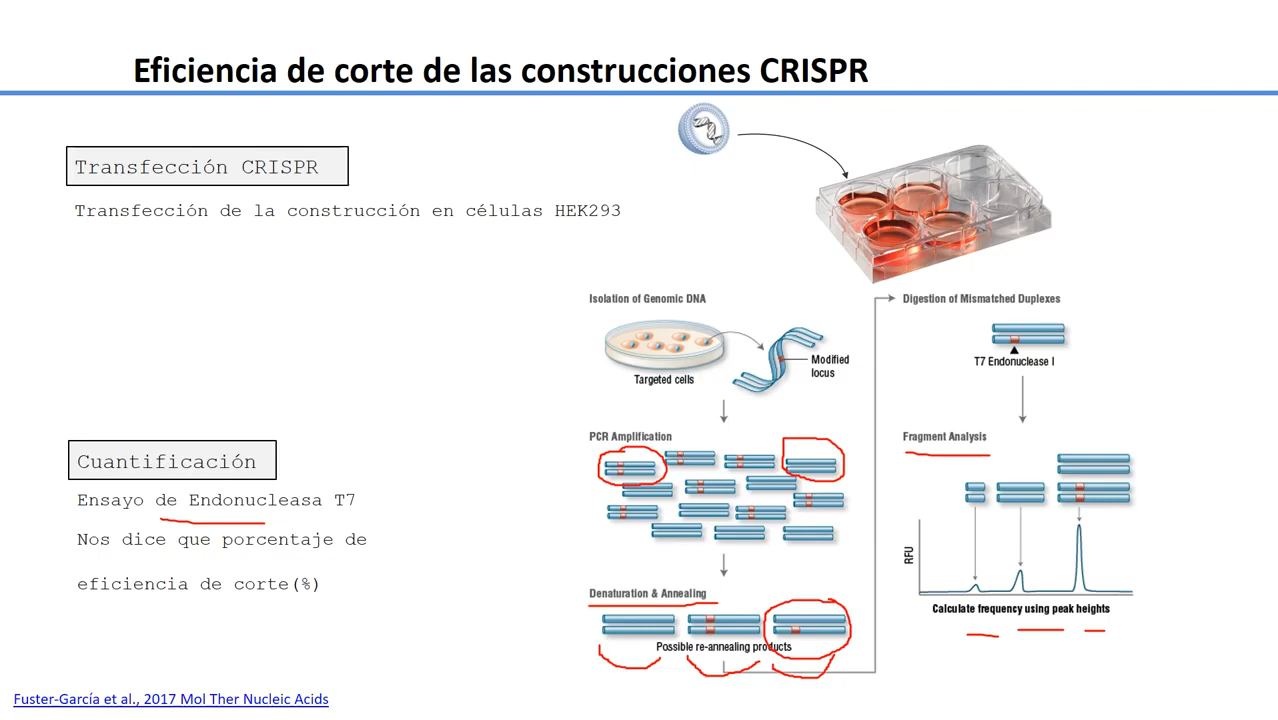 Eficiencia de corte de las construcciones CRISPR
Transfección CRISPR
Transfección de la construcción en células HEK293
Cuantificación
Ensayo de Endonucleasa T7
Nos dice que porcentaje de
eficiencia de corte(%)
Fuster-García et al., 2017 Mol Ther Nucleic Acids
Isolation of Genomic DNA
Targeted cells
Modified
locus
PCR Amplification
Denaturation & Annealing
Possible re-annealing products
Digestion of Mismatched Duplexes
T7 Endonuclease I
Fragment Analysis
RFU
Calculate frequency using peak heights